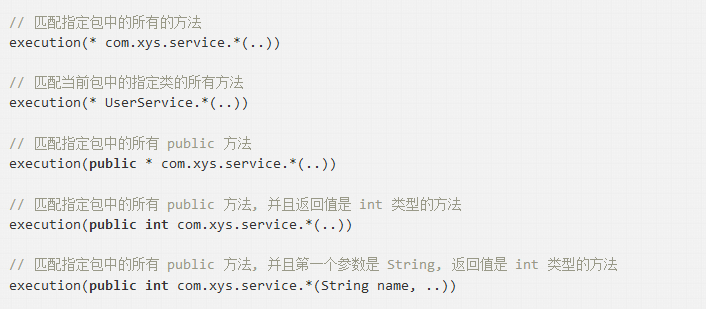 // 匹配指定包中的所有的方法
execution(* com.xys.service.*(..))
// 匹配当前包中的指定类的所有方法
execution(* UserService.*(..))
// 匹配指定包中的所有 public 方法
execution(public * com.xys.service.*(..))
// 匹配指定包中的所有 public 方法, 并且返回值是 int 类型的方法
execution(public int com.xys.service.*(..))
// 匹配指定包中的所有 public 方法, 并且第一个参数是 String, 返回值是 int 类型的方法
execution(public int com.xys.service.*(String name, ..))